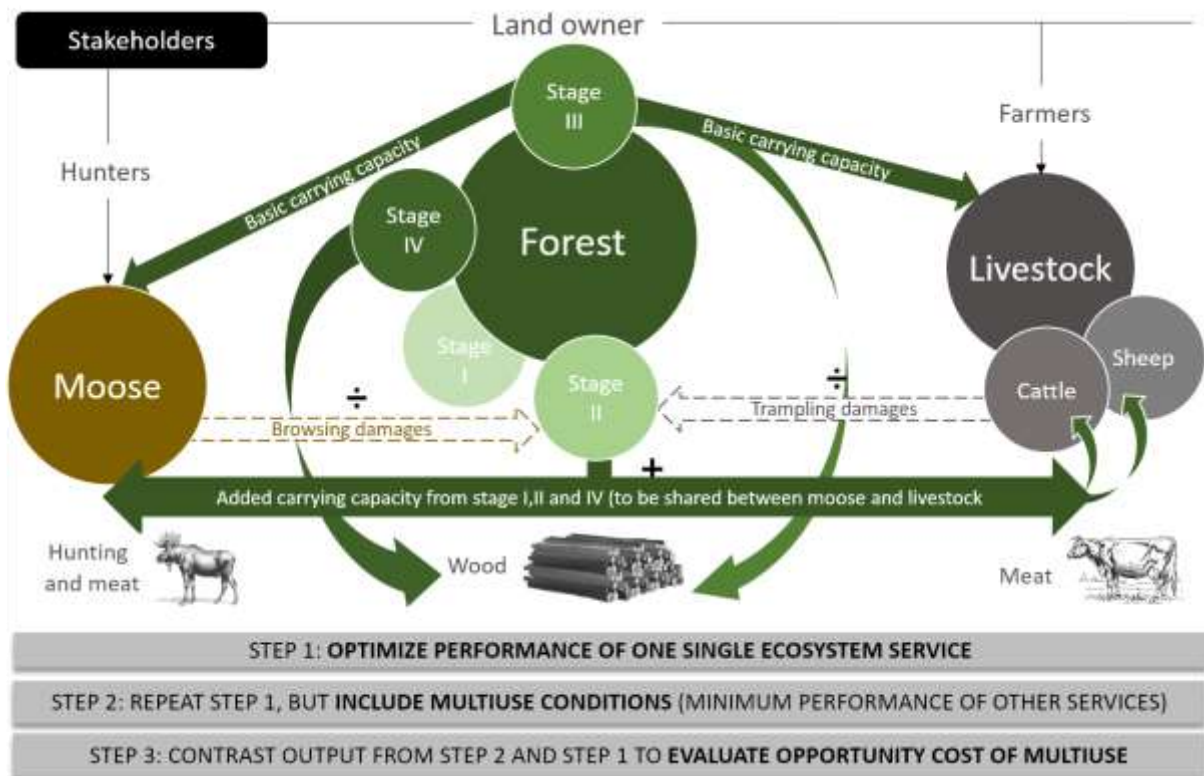 Stakeholders
Land owner
Hunters
Farmers
Stage
III
Basic carrying capacity
Basic carrying capacity
Stage
IV
Forest
Livestock
Moose
Stage
I
Stage
II
Sheep
Cattle
÷
÷
Browsing damages
Trampling damages
+
Added carrying capacity from stage I,II and IV (to be shared between moose and livestock
Hunting
and meat
Wood
Meat
STEP 1: OPTIMIZE PERFORMANCE OF ONE SINGLE ECOSYSTEM SERVICE
STEP 2: REPEAT STEP 1, BUT INCLUDE MULTIUSE CONDITIONS (MINIMUM PERFORMANCE OF OTHER SERVICES)
STEP 3: CONTRAST OUTPUT FROM STEP 2 AND STEP 1 TO EVALUATE OPPORTUNITY COST OF MULTIUSE